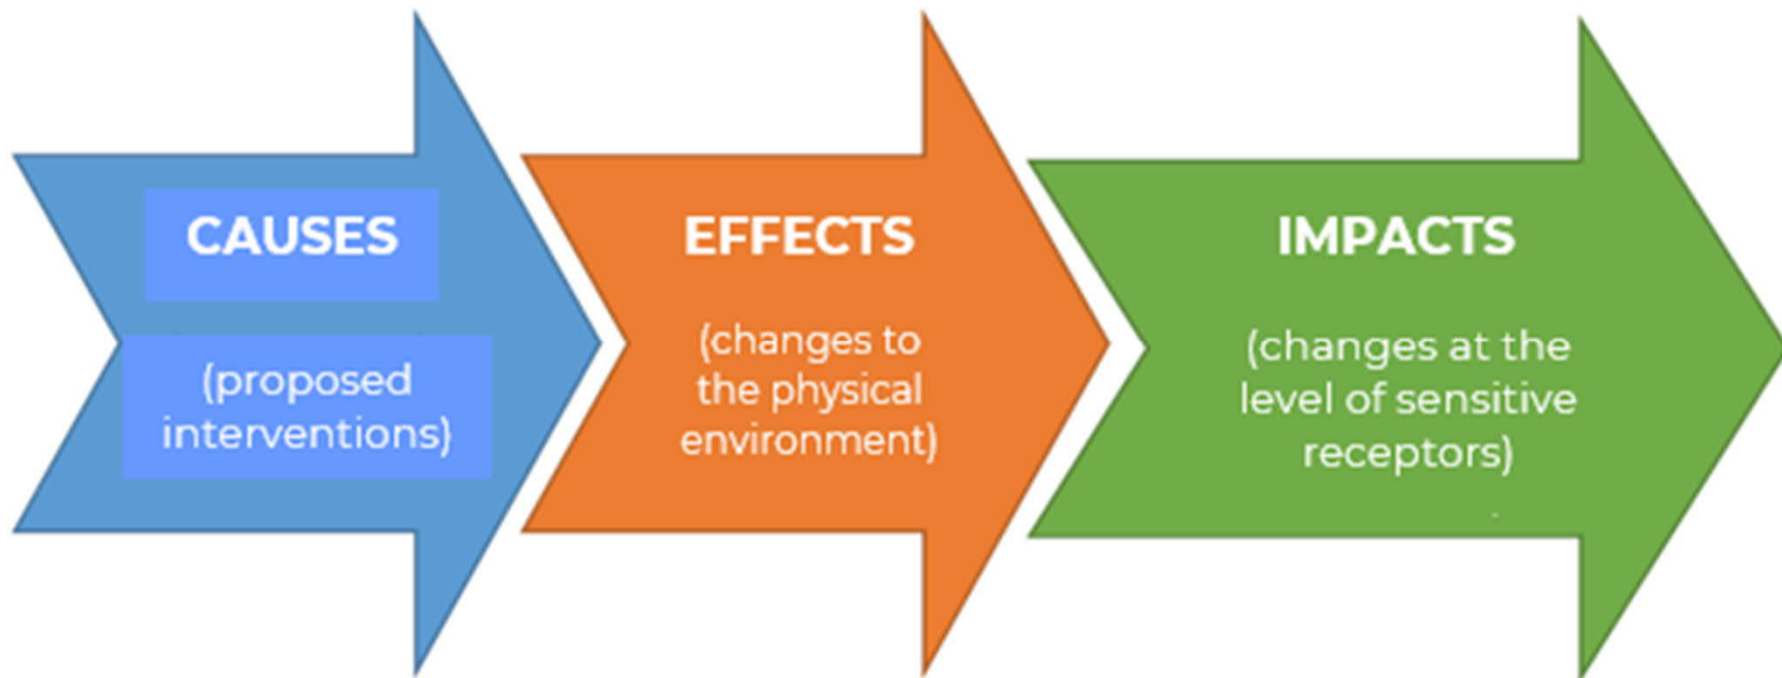 CAUSES
(proposed
interventions)
EFFECTS
(changes to
the physical
environment)
IMPACTS
(changes at the
level of sensitive
receptors)